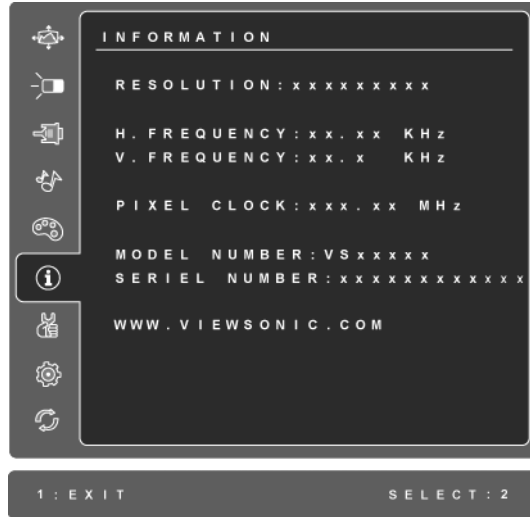 INFORMATION
RESOLUTION:xxxxxxxxx
H. FREQUENCY:xx.xx KHz
V. FREQUENCY:xx.x KHz
PIXEL CLOCK:xxx.xx MHz
MODEL NUMBER:VSxxxxx
SERIEL NUMBER:xxxxxxxxxxxx
WWW.VIEWSONIC.COM
1:EXIT SELECT:2